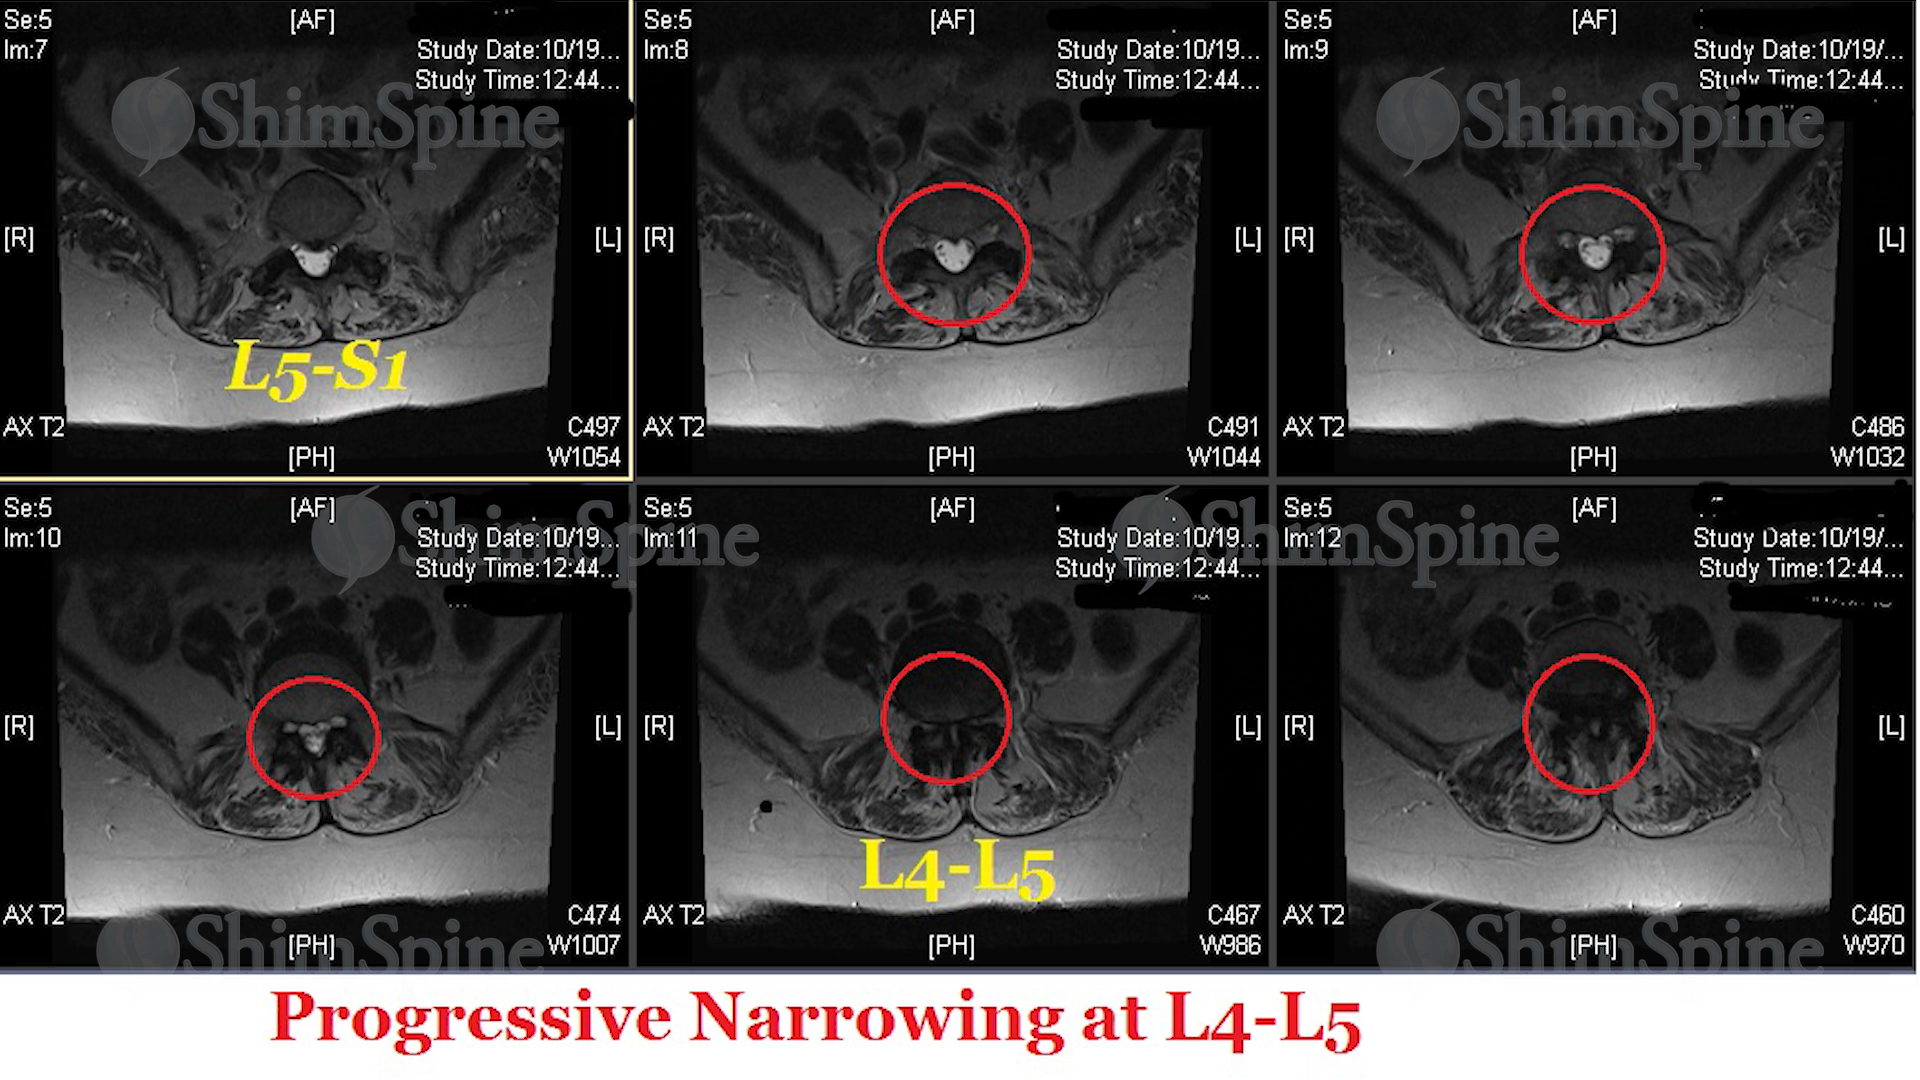 Se:5
[AF]
Im:7
Study Date:10/19...
Study Time:12:44...
ShimSpine
[R]
[L]
L5-S1
AX T2
C497
[PH]
W1054
Se:5
[AF]
Im:8
Study Date:10/19...
Study Time:12:44...
[R]
[L]
AX T2
C491
[PH]
W1044
Se:5
[AF]
Im:9
Study Date:10/19/...
Study Time:12:44...
ShimSpine
[R]
[L]
AX T2
C486
[PH]
W1032
Se:5
[AF]
Im:10
Study Date:10/19...
Study Time:12:44...
ShimSpine
[R]
[L]
AX T2
C474
[PH]
W1007
ShimSpine
Se:5
[AF]
Im:11
Study Date:10/19...
Study Time:12:44...
ShimSpine
[R]
[L]
L4-L5
AX T2
C467
[PH]
W986
Se:5
[AF]
Im:12
Study Date:10/19/...
Study Time:12:44...
[R]
[L]
AX T2
C460
[PH]
W970
ShimSpine
Progressive Narrowing at L4-L5